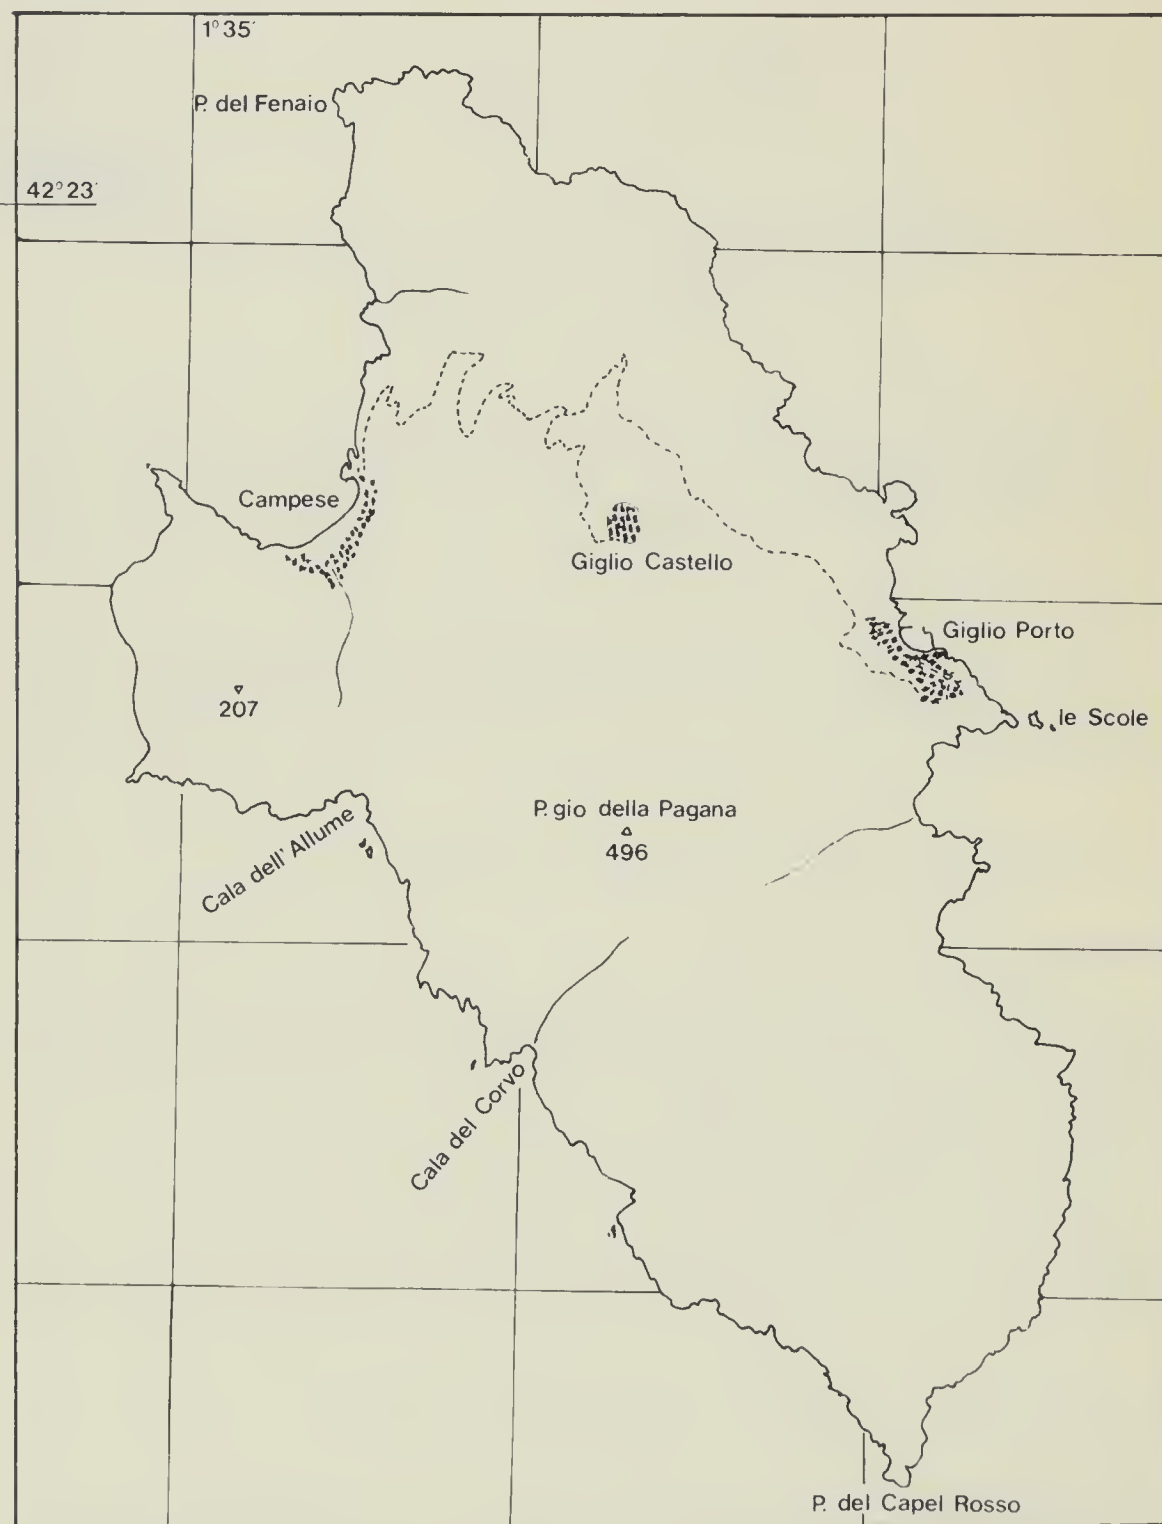 1°35'
P. del Fenaio
42°23'
Campese
Giglio Castello
Giglio Porto
207
le Scole
P.gio della Pagana
496
Cala dell'Allume
Cala del Corvo
P. del Capel Rosso